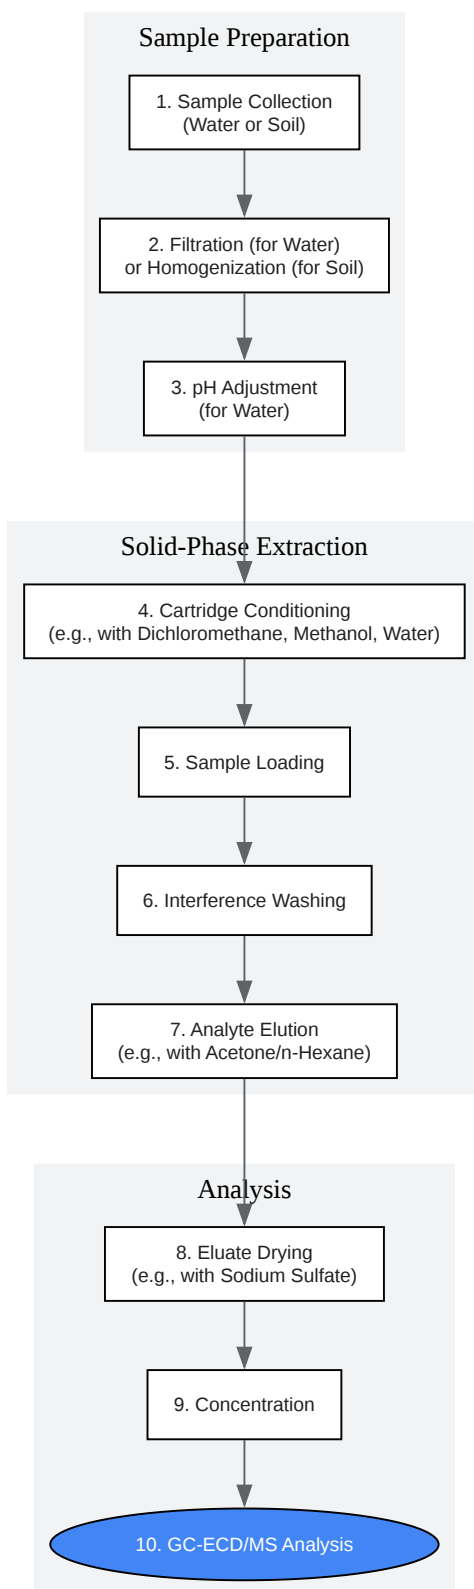 Sample Preparation
1. Sample Collection
(Water or Soil)
2. Filtration (for Water)
or Homogenization (for Soil)
3. pH Adjustment
(for Water)
Solid-Phase Extraction
4. Cartridge Conditioning
(e.g., with Dichloromethane, Methanol, Water)
5. Sample Loading
6. Interference Washing
7. Analyte Elution
(e.g., with Acetone/n-Hexane)
Analysis
8. Eluate Drying
(e.g., with Sodium Sulfate)
9. Concentration
10. GC-ECD/MS Analysis